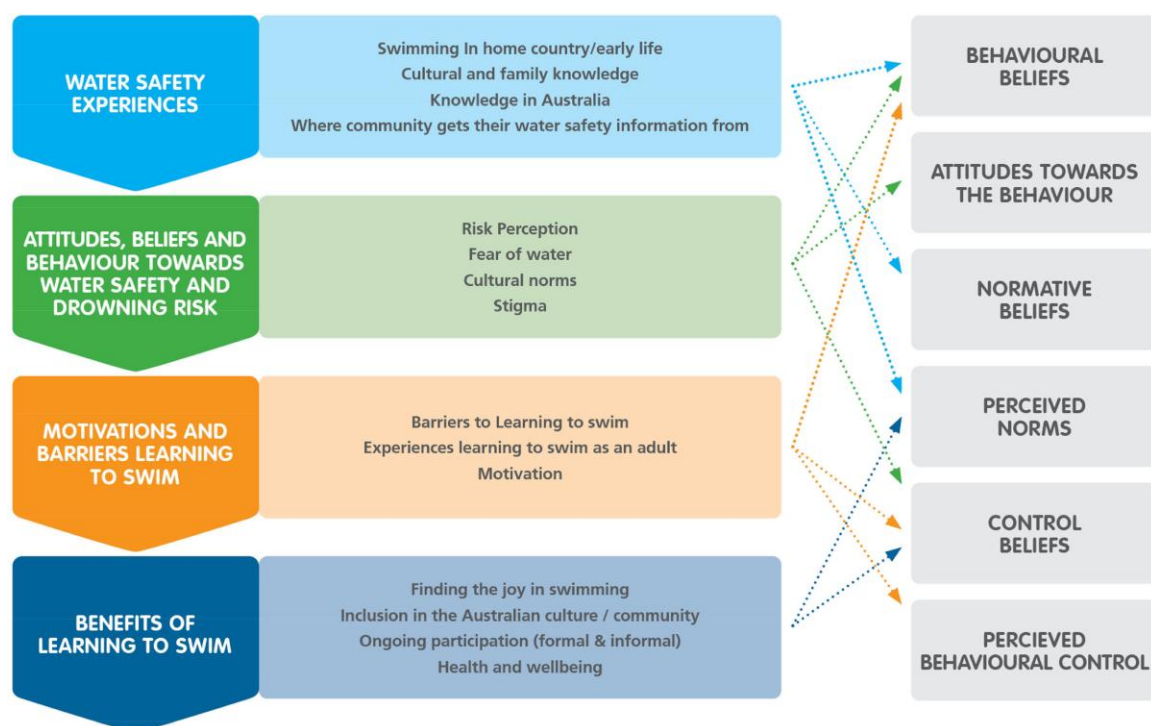 WATER SAFETY
EXPERIENCES
Swimming In home country/early life
Cultural and family knowledge
Knowledge in Australia
Where community gets their water safety information from
ATTITUDES, BELIEFS AND
BEHAVIOUR TOWARDS
WATER SAFETY AND
DROWNING RISK
Risk Perception
Fear of water
Cultural norms
Stigma
MOTIVATIONS AND
BARRIERS LEARNING
TO SWIM
Barriers to Learning to swim
Experiences learning to swim as an adult
Motivation
BENEFITS OF
LEARNING TO SWIM
Finding the joy in swimming
Inclusion in the Australian culture / community
Ongoing participation (formal & informal)
Health and wellbeing
BEHAVIOURAL
BELIEFS
ATTITUDES TOWARDS
THE BEHAVIOUR
NORMATIVE
BELIEFS
PERCEIVED
NORMS
CONTROL
BELIEFS
PERCIEVED
BEHAVIOURAL CONTROL